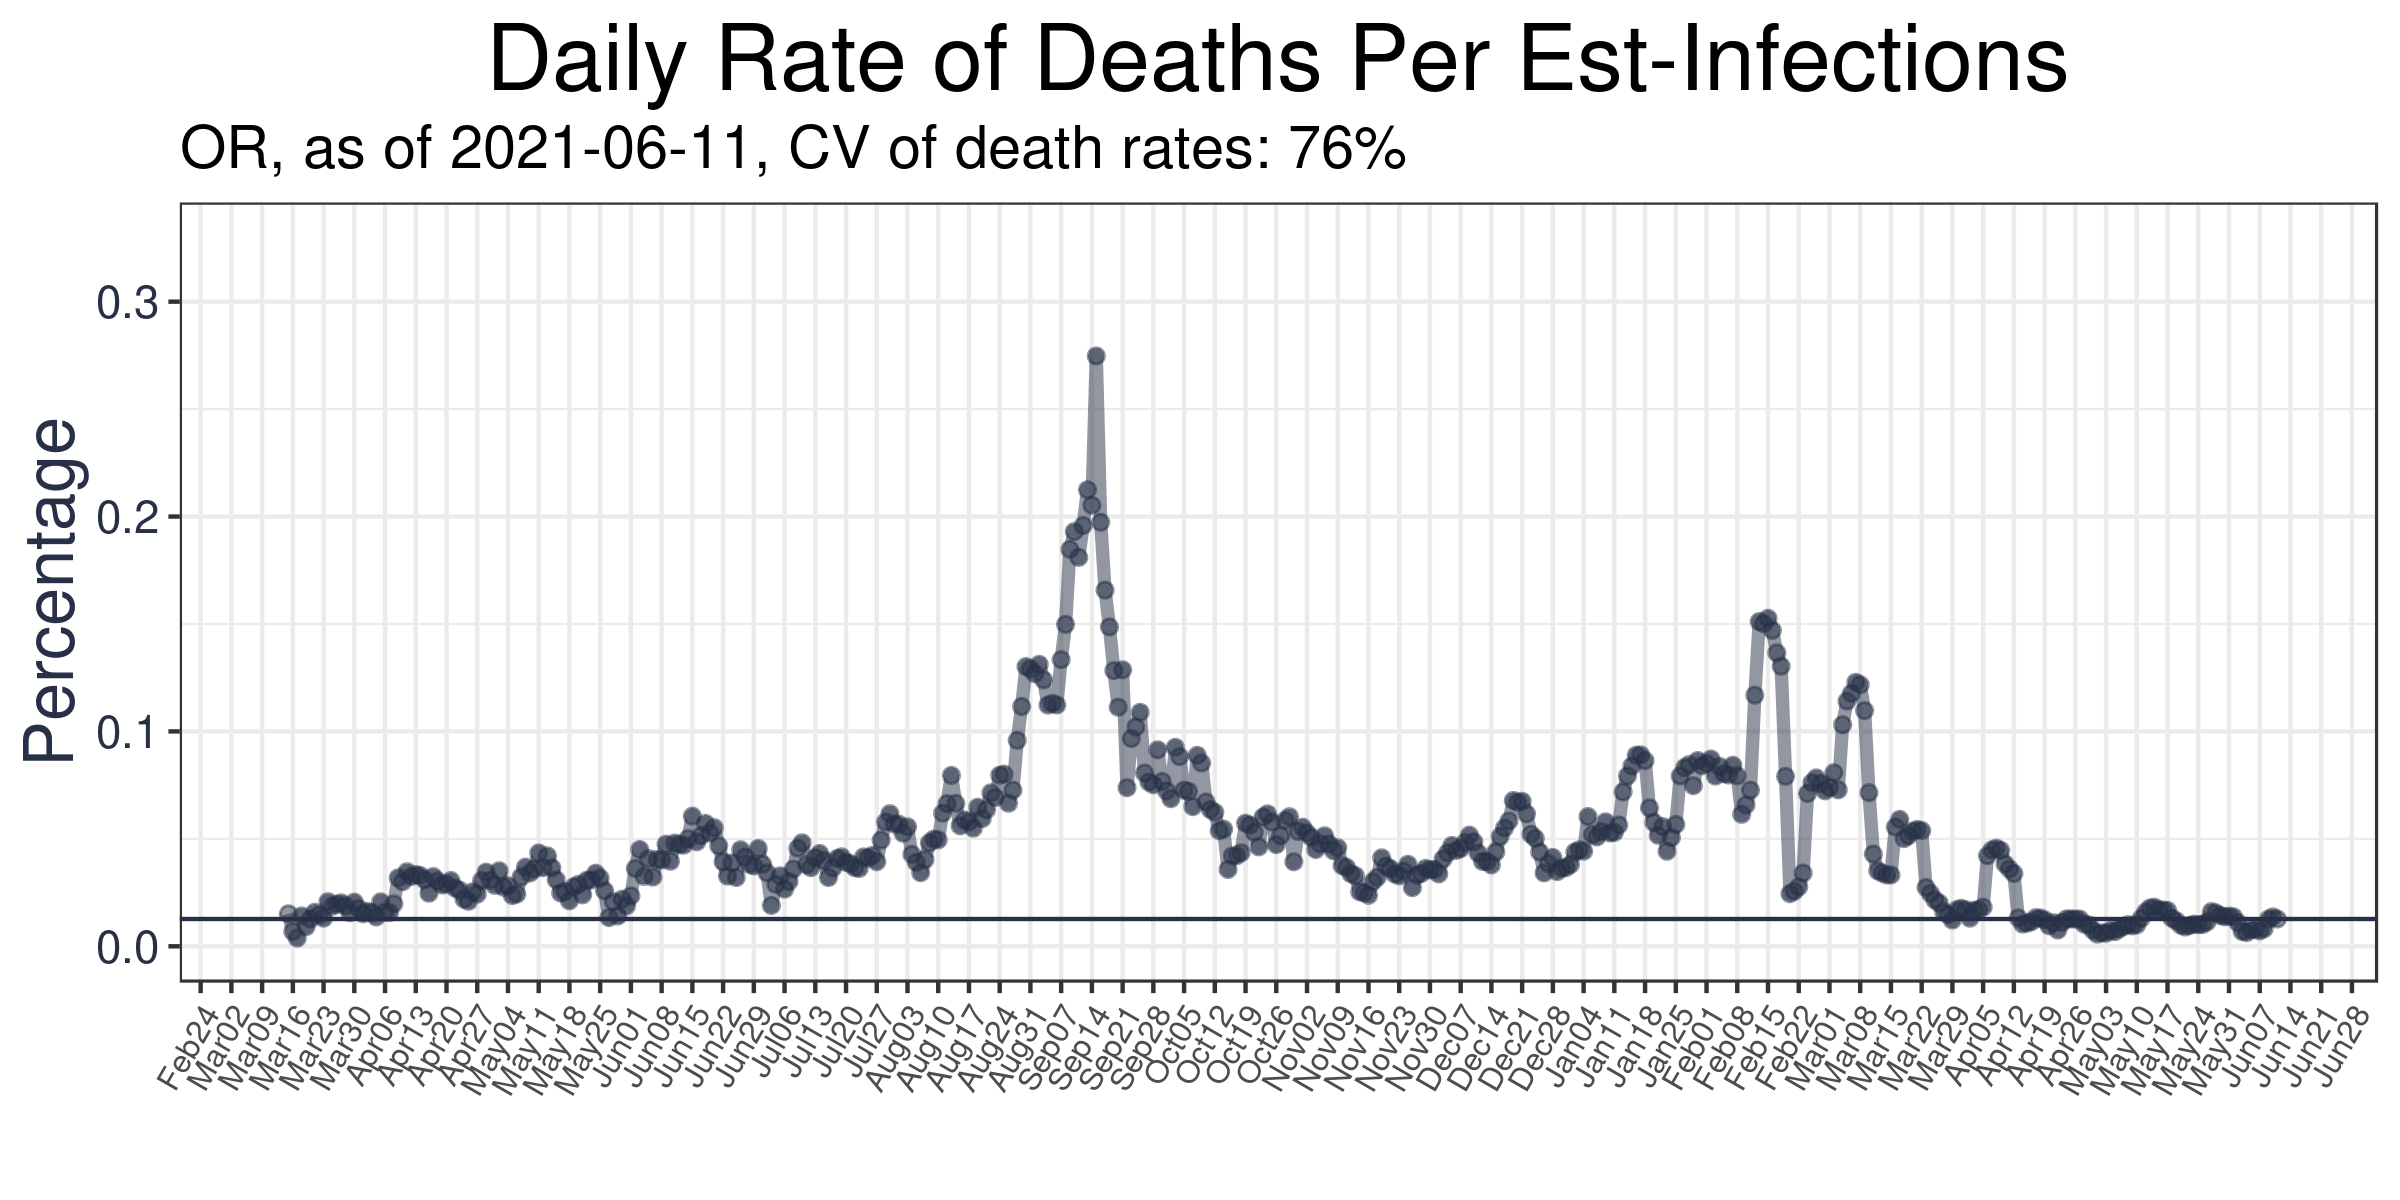 Daily Rate of Deaths Per Est-Infections
OR, as of 2021-06-11, CV of death rates: 76%
Percentage
0.3
0.2
0.1
0.0
Feb24
Mar02
Mar09
Mar16
Mar23
Mar30
Apr06
Apr13
Apr20
Apr27
May04
May11
May18
May25
Jun01
Jun08
Jun15
Jun22
Jun29
Jul06
Jul13
Jul20
Jul27
Aug03
Aug10
Aug17
Aug24
Aug31
Sep07
Sep14
Sep21
Sep28
Oct05
Oct12
Oct19
Oct26
Nov02
Nov09
Nov16
Nov23
Nov30
Dec07
Dec14
Dec21
Dec28
Jan04
Jan11
Jan18
Jan25
Feb01
Feb08
Feb15
Feb22
Mar01
Mar08
Mar15
Mar22
Mar29
Apr05
Apr12
Apr19
Apr26
May03
May10
May17
May24
May31
Jun07
Jun14
Jun21
Jun28